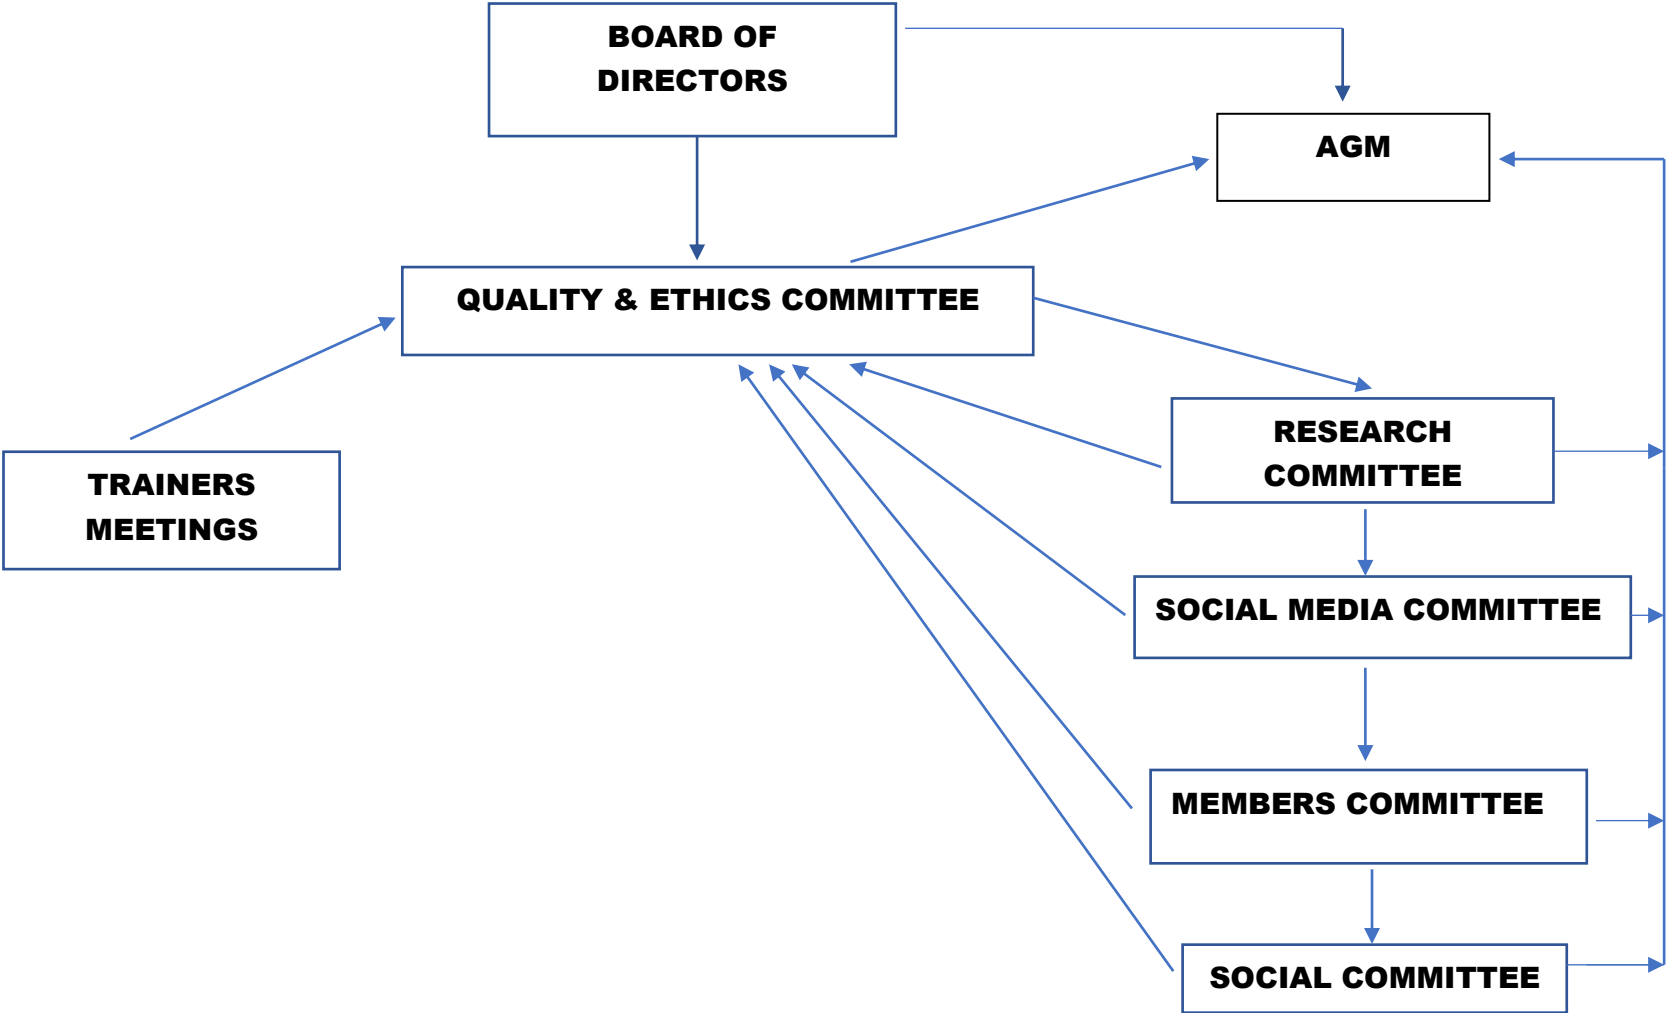 BOARD OF
DIRECTORS
AGM
QUALITY & ETHICS COMMITTEE
RESEARCH
COMMITTEE
TRAINERS
MEETINGS
SOCIAL MEDIA COMMITTEE
MEMBERS COMMITTEE
SOCIAL COMMITTEE